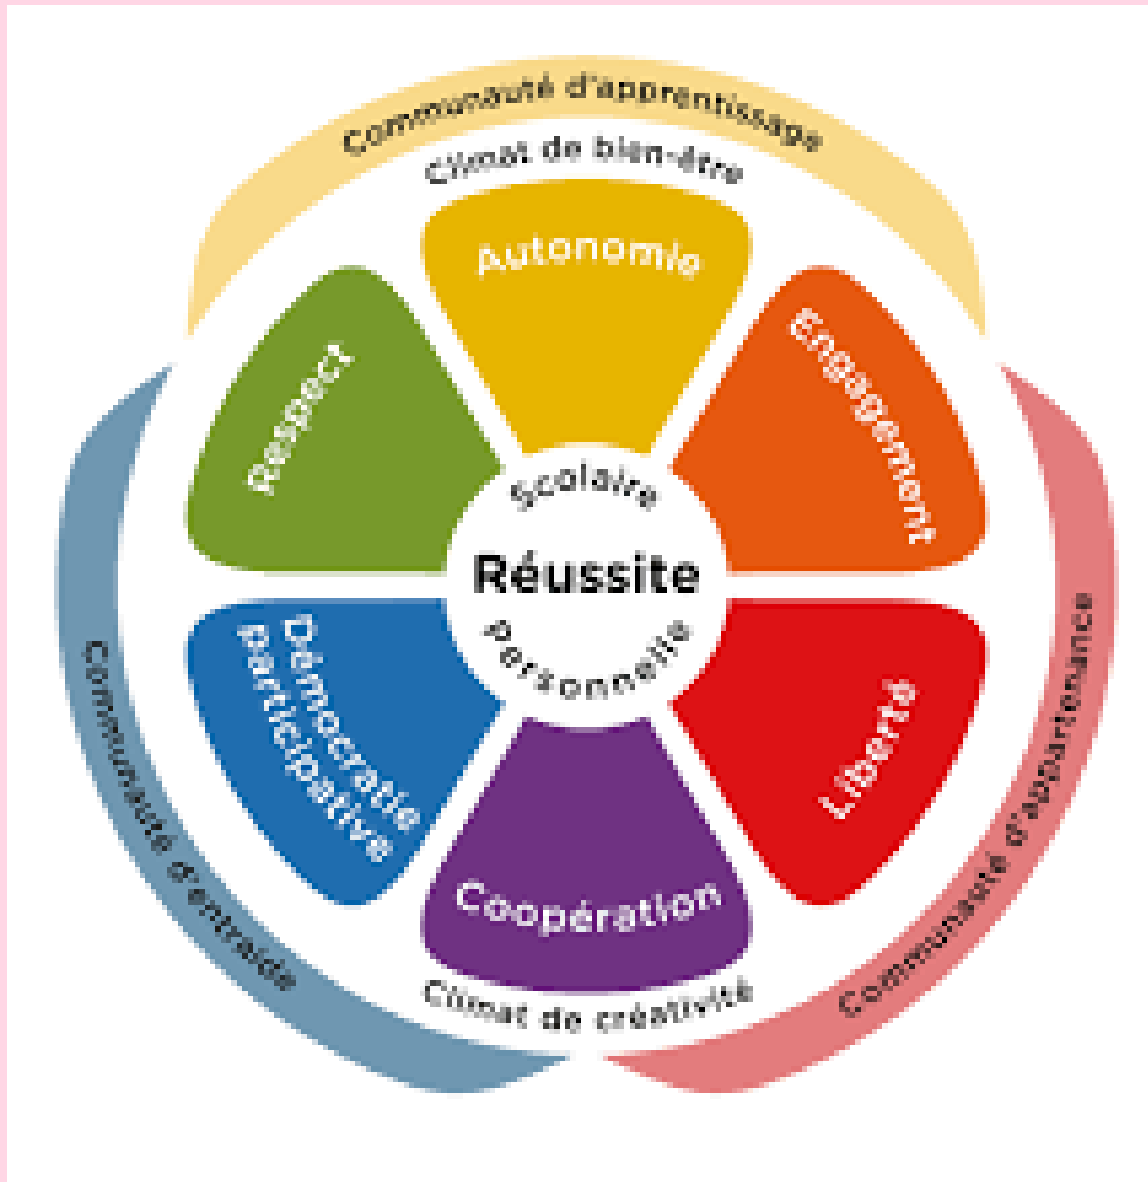 Communauté d'apprentissage
Climat de bien-être
Autonomie
Engagement
Respect
Scolaire
Réussite
Personnelle
Démocratie
Participative
Liberté
Coopération
Climat de créativité
Communauté d'entraide
Communauté d'appartenance